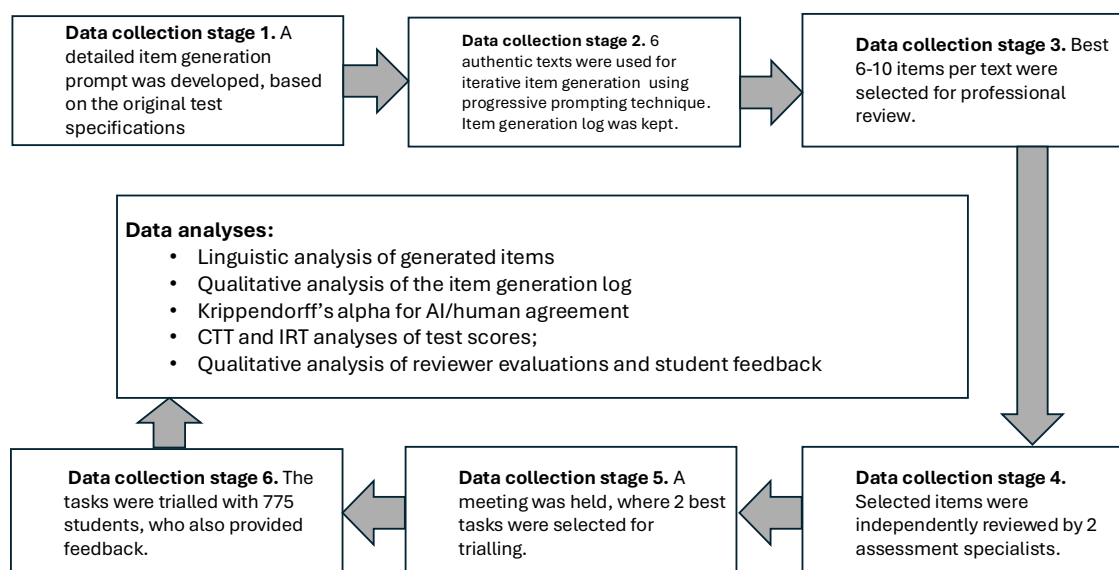 Data collection stage 1. A
detailed item generation
prompt was developed, based
on the original test
specifications
Data collection stage 2. 6
authentic texts were used for
iterative item generation using
progressive prompting technique.
Item generation log was kept.
Data collection stage 3. Best
6-10 items per text were
selected for professional
review.
Data analyses:
• Linguistic analysis of generated items
• Qualitative analysis of the item generation log
• Krippendorff’s alpha for AI/human agreement
• CTT and IRT analyses of test scores;
• Qualitative analysis of reviewer evaluations and student feedback
Data collection stage 4.
Selected items were
independently reviewed by 2
assessment specialists.
Data collection stage 5. A
meeting was held, where 2 best
tasks were selected for
trialling.
Data collection stage 6. The
tasks were trialled with 775
students, who also provided
feedback.